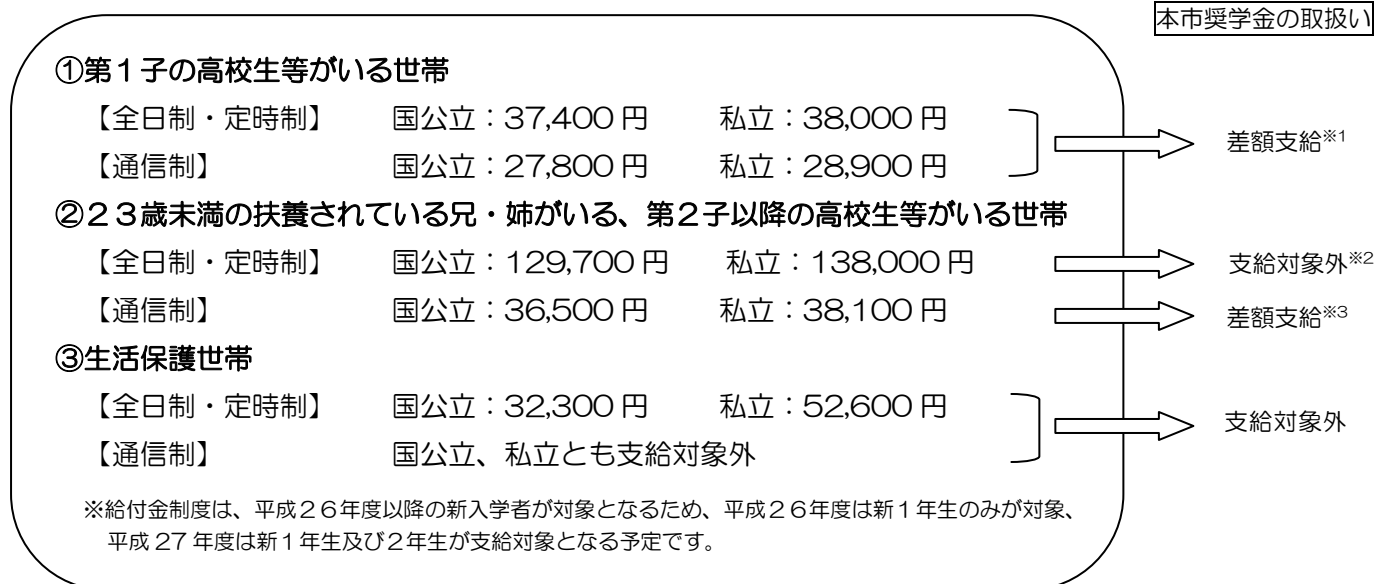 本市奨学金の取扱い
①第1子の高校生等がいる世帯
【全日制・定時制】 国公立：37,400円 私立：38,000円
差額支給※1
【通信制】 国公立：27,800円 私立：28,900円
②23歳未満の扶養されている兄・姉がいる、第2子以降の高校生等がいる世帯
【全日制・定時制】 国公立：129,700円 私立：138,000円 支給対象外※2
【通信制】 国公立：36,500円 私立：38,100円 差額支給※3
③生活保護世帯
【全日制・定時制】 国公立：32,300円 私立：52,600円
支給対象外
【通信制】 国公立、私立とも支給対象外
※給付金制度は、平成26年度以降の新入学者が対象となるため、平成26年度は新1年生のみが対象、
平成27年度は新1年生及び2年生が支給対象となる予定です。